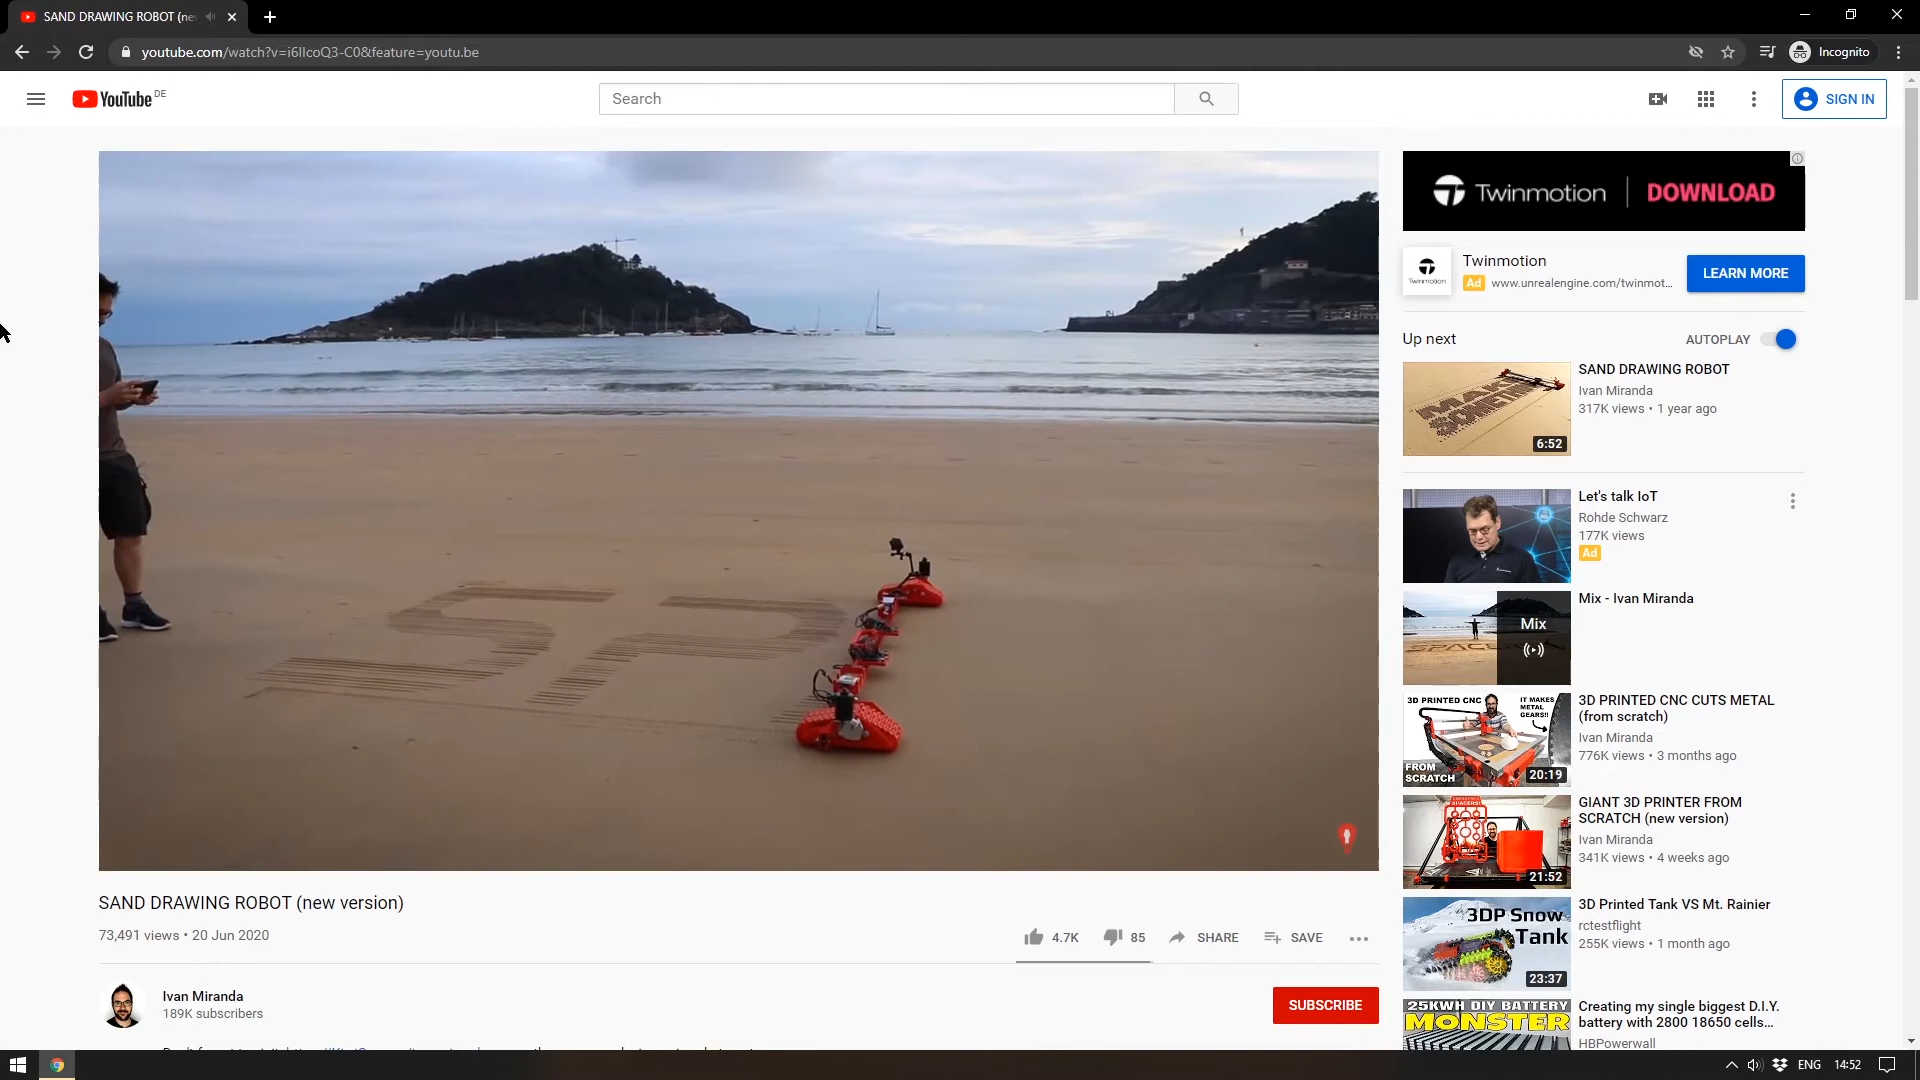 SAND DRAWING ROBOT (ne
youtube.com/watch?v=i6IlcoQ3-C0&feature=youtu.be
Incognito
YouTube DE
Search
SIGN IN
Twinmotion | DOWNLOAD
Twinmotion
Twinmotion
Ad www.unrealengine.com/twinmot...
LEARN MORE
Up next
AUTOPLAY
SAND DRAWING ROBOT
Ivan Miranda
317K views • 1 year ago
6:52
Let's talk IoT
Rohde Schwarz
177K views
Ad
Mix - Ivan Miranda
Mix
3D PRINTED CNC
IT MAKES METAL GEARS!!
FROM SCRATCH
20:19
3D PRINTED CNC CUTS METAL
(from scratch)
Ivan Miranda
776K views • 3 months ago
21:52
GIANT 3D PRINTER FROM
SCRATCH (new version)
Ivan Miranda
341K views • 4 weeks ago
3DP Snow
Tank
23:37
3D Printed Tank VS Mt. Rainier
rctestflight
255K views • 1 month ago
25KWH DIY BATTERY
MONSTER
Creating my single biggest D.I.Y.
battery with 2800 18650 cells...
HBPowerwall
SAND DRAWING ROBOT (new version)
73,491 views • 20 Jun 2020
4.7K
85
SHARE
SAVE
Ivan Miranda
189K subscribers
SUBSCRIBE
ENG
14:52